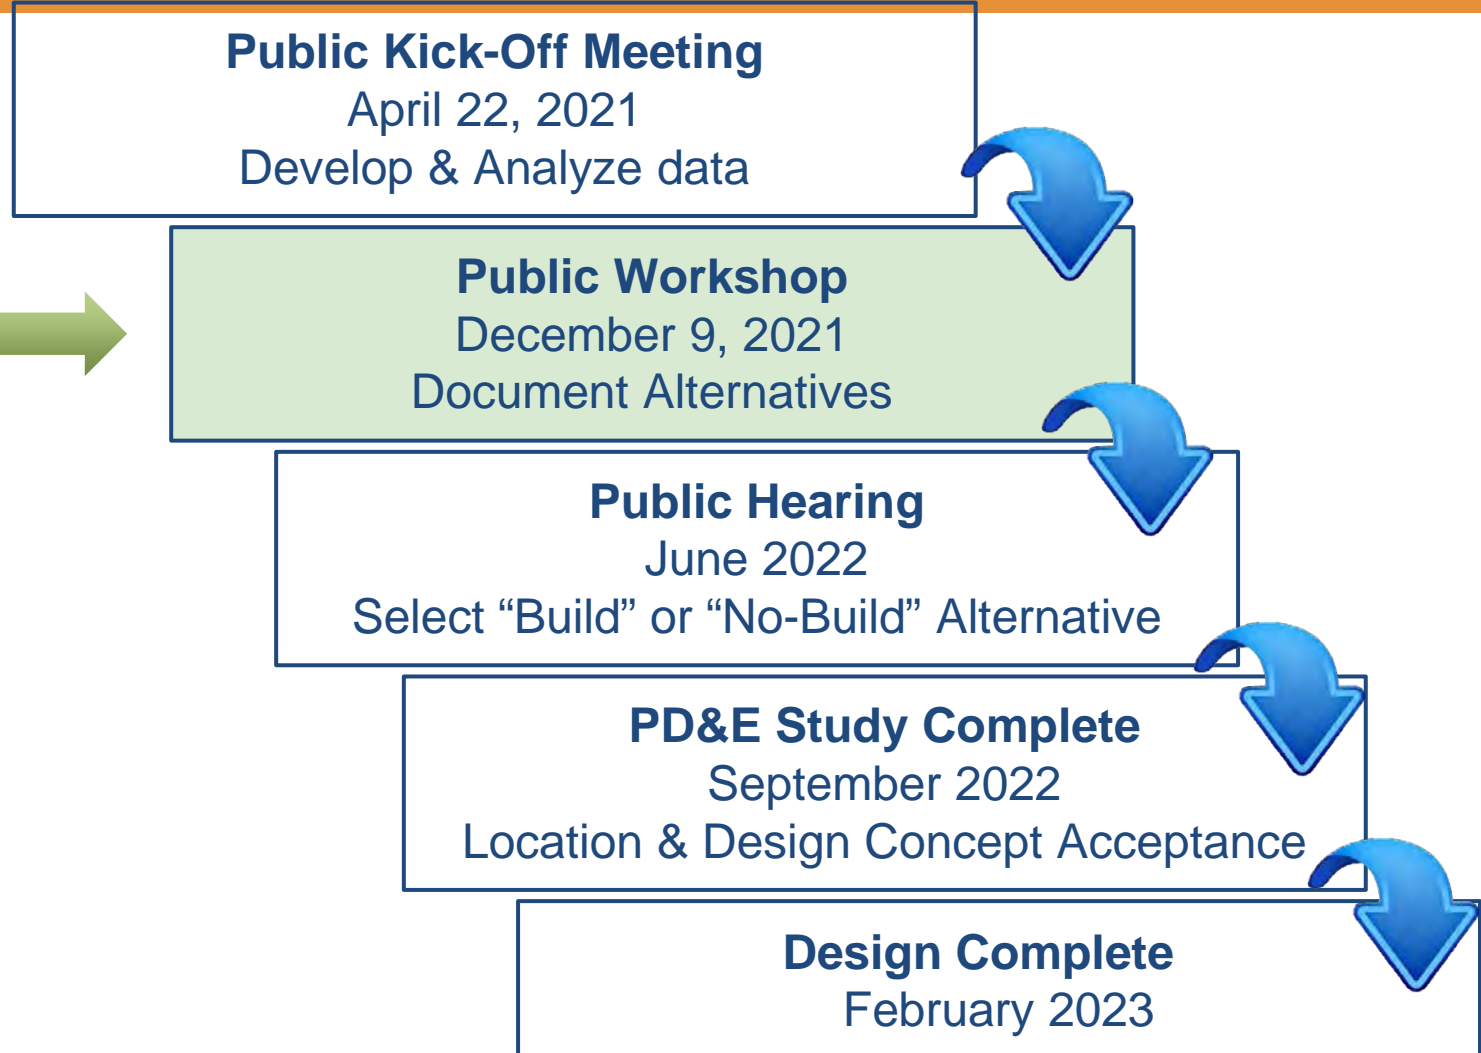 Public Kick-Off Meeting
April 22, 2021
Develop & Analyze data
Public Workshop
December 9, 2021
Document Alternatives
Public Hearing
June 2022
Select “Build” or “No-Build” Alternative
PD&E Study Complete
September 2022
Location & Design Concept Acceptance
Design Complete
February 2023